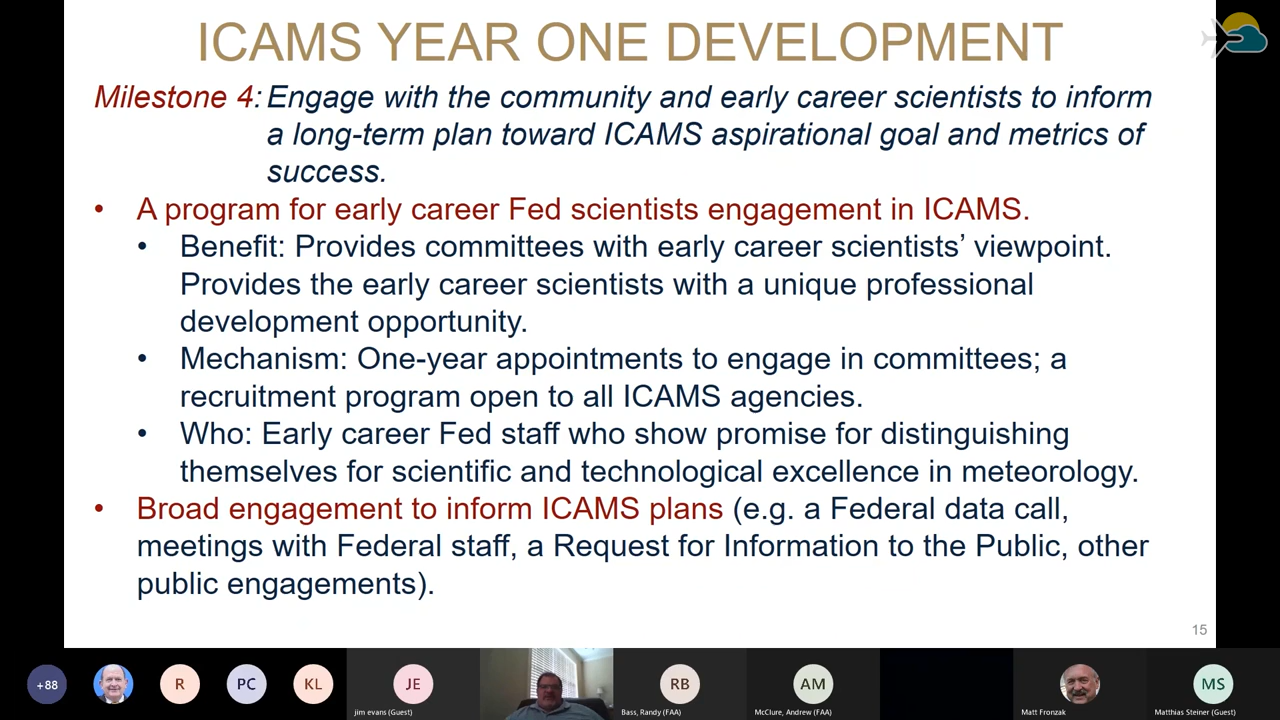 ICAMS YEAR ONE DEVELOPMENT
Milestone 4: Engage with the community and early career scientists to inform
a long-term plan toward ICAMS aspirational goal and metrics of
success.
• A program for early career Fed scientists engagement in ICAMS.
• Benefit: Provides committees with early career scientists’ viewpoint.
Provides the early career scientists with a unique professional
development opportunity.
• Mechanism: One-year appointments to engage in committees; a
recruitment program open to all ICAMS agencies.
• Who: Early career Fed staff who show promise for distinguishing
themselves for scientific and technological excellence in meteorology.
• Broad engagement to inform ICAMS plans (e.g. a Federal data call,
meetings with Federal staff, a Request for Information to the Public, other
public engagements).
15
+88
R
PC
KL
JE
RB
AM
MS
jim evans (Guest)
Bass, Randy (FAA)
McClure, Andrew (FAA)
Matt Fronzak
Matthias Steiner (Guest)